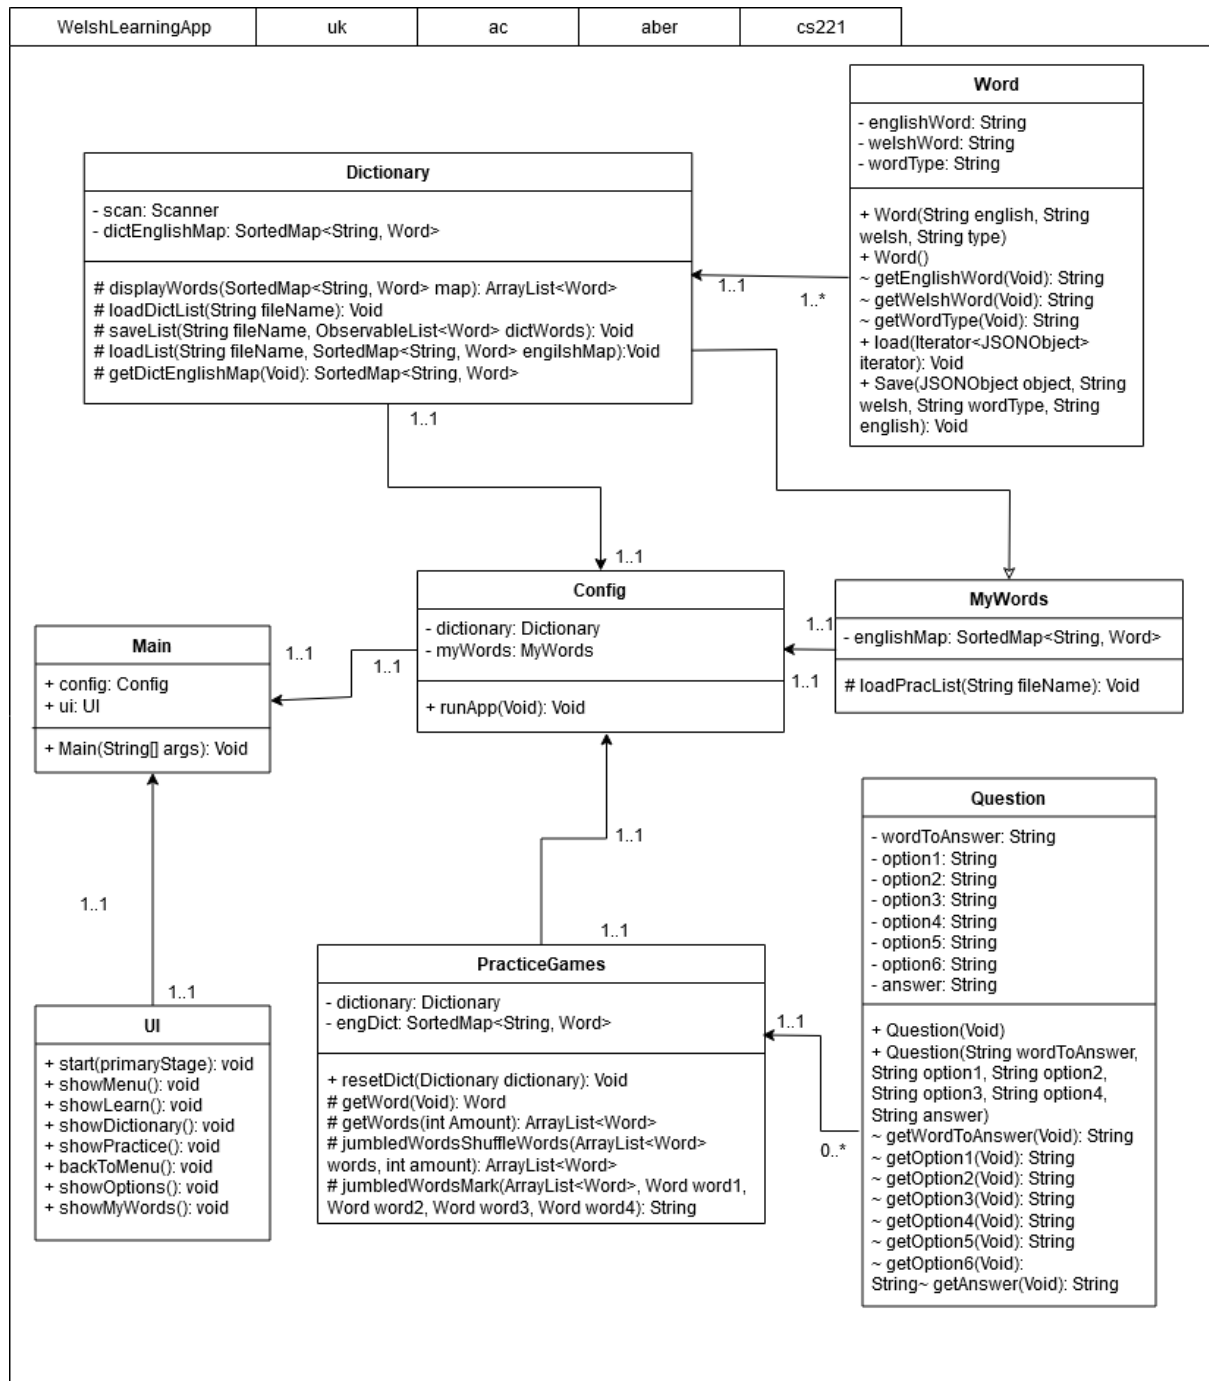 WelshLearningApp uk ac aber cs221
Word
- englishWord: String
- welshWord: String
- wordType: String
+ Word(String english, String
welsh, String type)
+ Word()
~ getEnglishWord(Void): String
~ getWelshWord(Void): String
~ getWordType(Void): String
+ load(Iterator<JSONObject>
iterator): Void
+ Save(JSONObject object, String
welsh, String wordType, String
english): Void
Dictionary
- scan: Scanner
- dictEnglishMap: SortedMap<String, Word>
# displayWords(SortedMap<String, Word> map): ArrayList<Word>
# loadDictList(String fileName): Void
# saveList(String fileName, ObservableList<Word> dictWords): Void
# loadList(String fileName, SortedMap<String, Word> engilshMap):Void
# getDictEnglishMap(Void): SortedMap<String, Word>
1..1
1..*
1..1
1..1
Config
- dictionary: Dictionary
- myWords: MyWords
+ runApp(Void): Void
MyWords
- englishMap: SortedMap<String, Word>
# loadPracList(String fileName): Void
1..1
1..1
Main
+ config: Config
+ ui: UI
+ Main(String[] args): Void
1..1
1..1
1..1
1..1
1..1
1..1
UI
+ start(primaryStage): void
+ showMenu(): void
+ showLearn(): void
+ showDictionary(): void
+ showPractice(): void
+ backToMenu(): void
+ showOptions(): void
+ showMyWords(): void
PracticeGames
- dictionary: Dictionary
- engDict: SortedMap<String, Word>
+ resetDict(Dictionary dictionary): Void
# getWord(Void): Word
# getWords(int Amount): ArrayList<Word>
# jumbledWordsShuffleWords(ArrayList<Word>
words, int amount): ArrayList<Word>
# jumbledWordsMark(ArrayList<Word>, Word word1,
Word word2, Word word3, Word word4): String
1..1
0..*
Question
- wordToAnswer: String
- option1: String
- option2: String
- option3: String
- option4: String
- option5: String
- option6: String
- answer: String
+ Question(Void)
+ Question(String wordToAnswer,
String option1, String option2,
String option3, String option4,
String answer)
~ getWordToAnswer(Void): String
~ getOption1(Void): String
~ getOption2(Void): String
~ getOption3(Void): String
~ getOption4(Void): String
~ getOption5(Void): String
~ getOption6(Void):
String~ getAnswer(Void): String